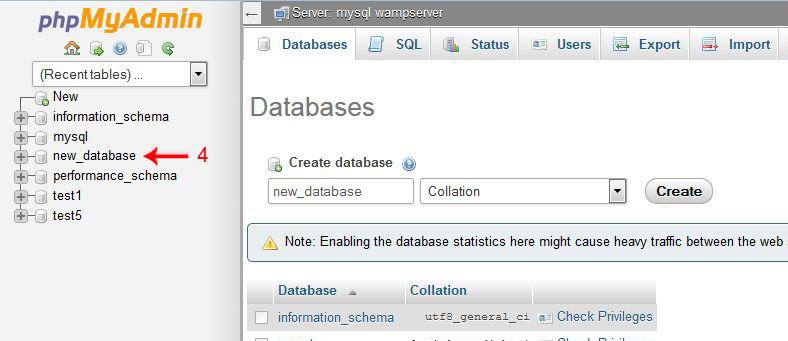 phpMyAdmin
(Recent tables) ...
New
information_schema
mysql
new_database
4
performance_schema
test1
test5
Server: mysql wampserver
Databases
SQL
Status
Users
Export
Import
Databases
Create database
new_database
Collation
Create
Note: Enabling the database statistics here might cause heavy traffic between the web
Database
Collation
information_schema
utf8_general_ci
Check Privileges